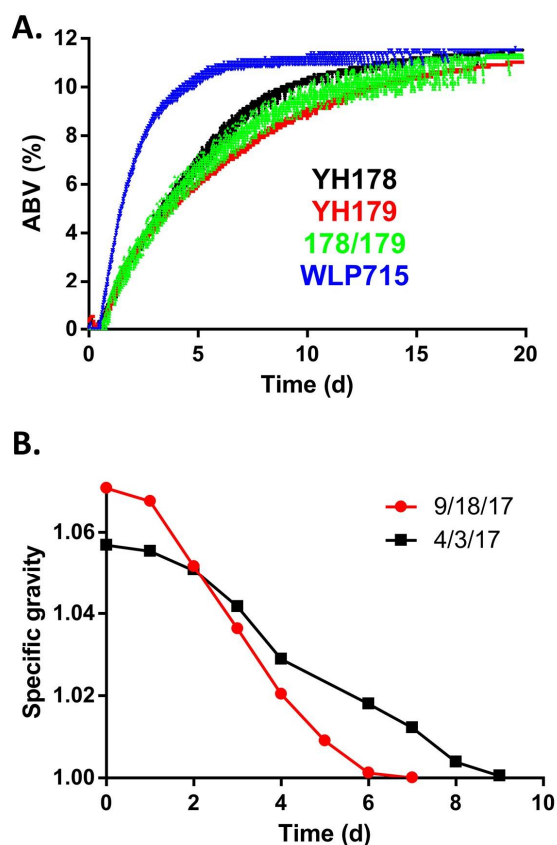 A.
12
10
8
6
4
2
0
ABV (%)
YH178
YH179
178/179
WLP715
0 5 10 15 20
Time (d)
B.
9/18/17
4/3/17
1.06
1.04
1.02
1.00
Specific gravity
0 2 4 6 8 10
Time (d)